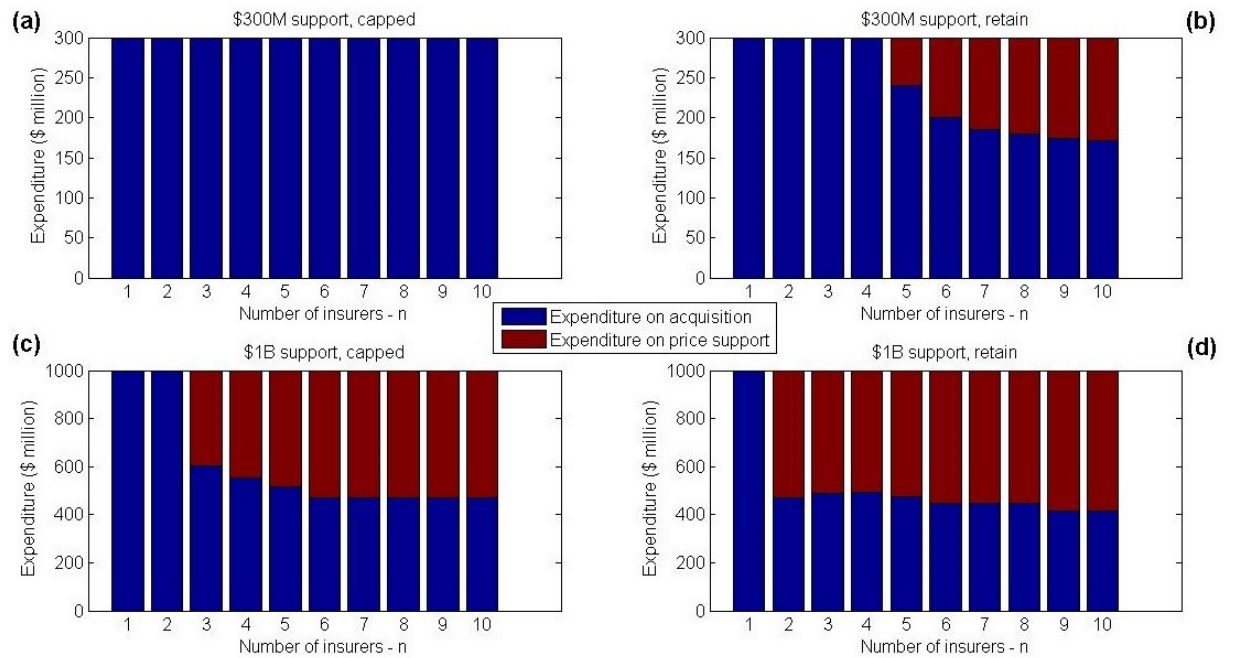 (a)
$300M support, capped
Expenditure ($ million)
300
250
200
150
100
50
0
1 2 3 4 5 6 7 8 9 10
Number of insurers - n
(b)
$300M support, retain
Expenditure ($ million)
300
250
200
150
100
50
0
1 2 3 4 5 6 7 8 9 10
Number of insurers - n
Expenditure on acquisition
Expenditure on price support
(c)
$1B support, capped
Expenditure ($ million)
1000
800
600
400
200
0
1 2 3 4 5 6 7 8 9 10
Number of insurers - n
(d)
$1B support, retain
Expenditure ($ million)
1000
800
600
400
200
0
1 2 3 4 5 6 7 8 9 10
Number of insurers - n